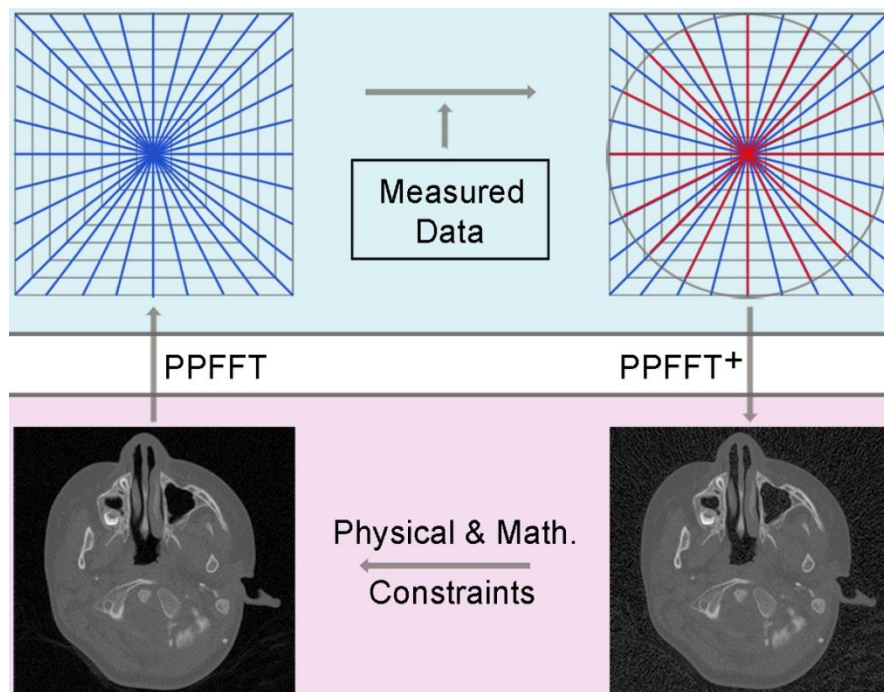 Measured
Data
PPFFT
PPFFT+
Physical & Math.
Constraints